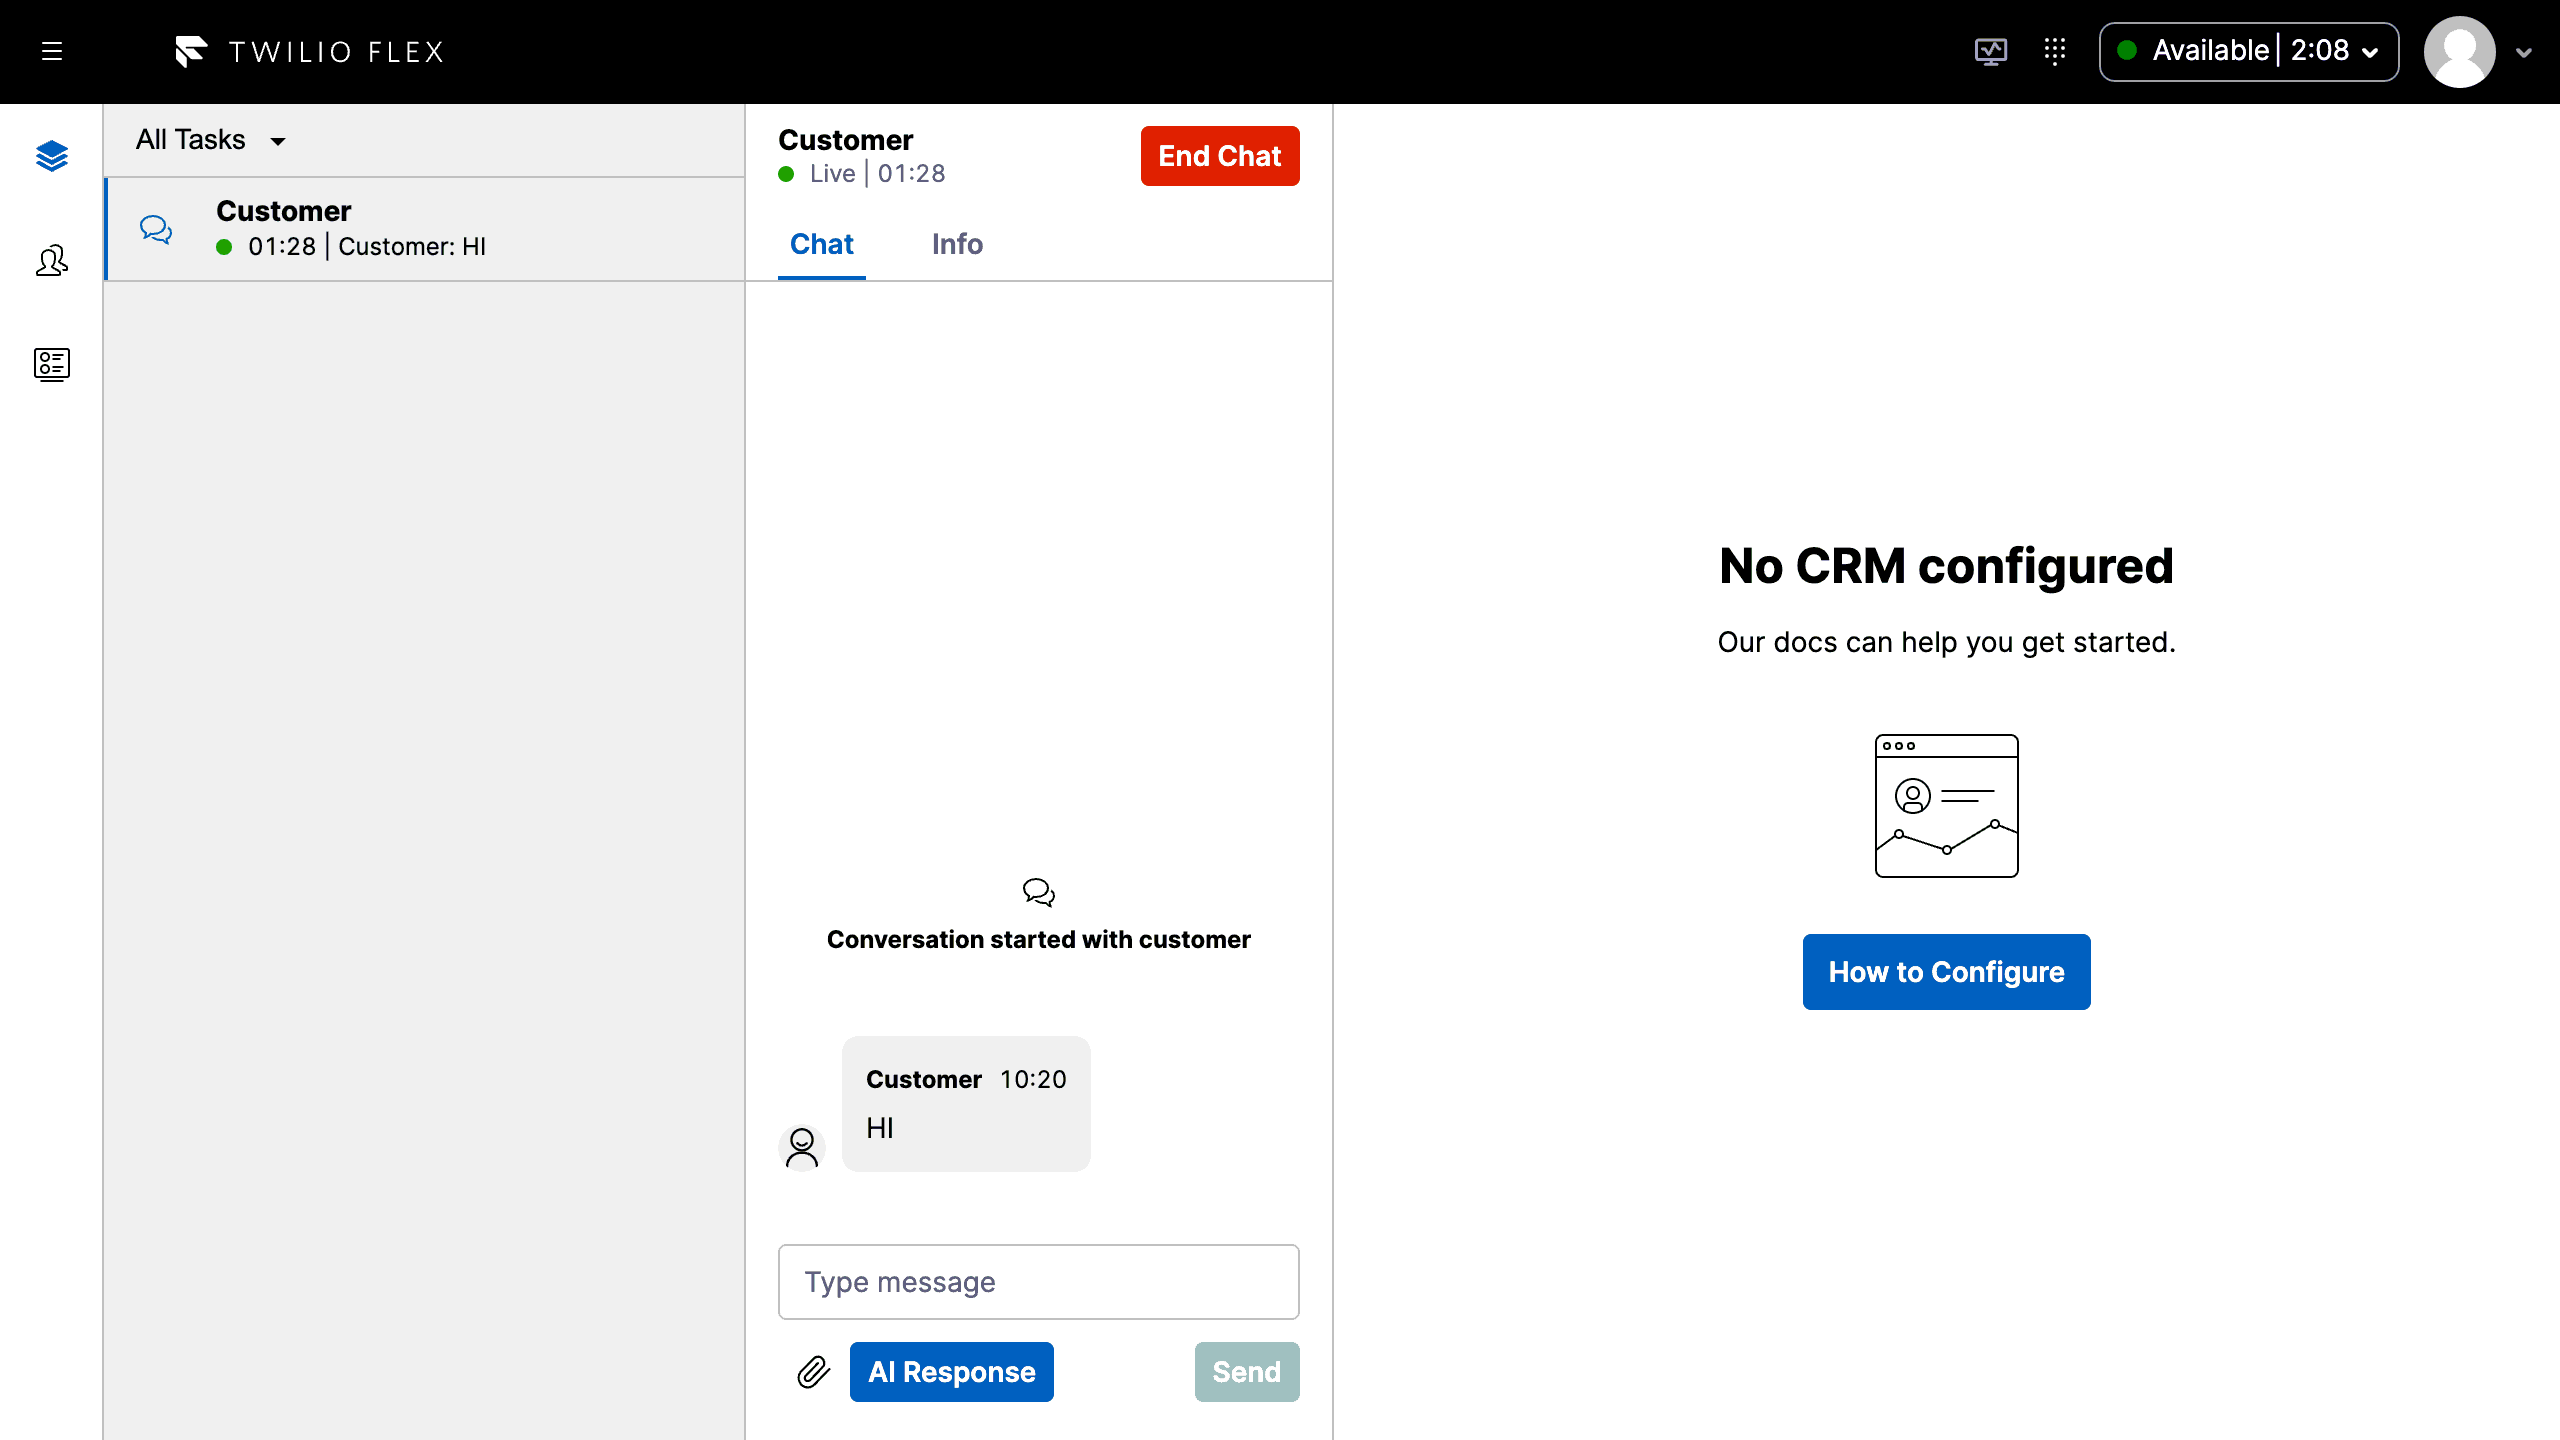 TWILIO FLEX
Available | 2:08
All Tasks
Customer
01:28 | Customer: HI
Customer
Live | 01:28
End Chat
Chat
Info
Conversation started with customer
Customer 10:20
HI
Type message
AI Response
Send
No CRM configured
Our docs can help you get started.
How to Configure